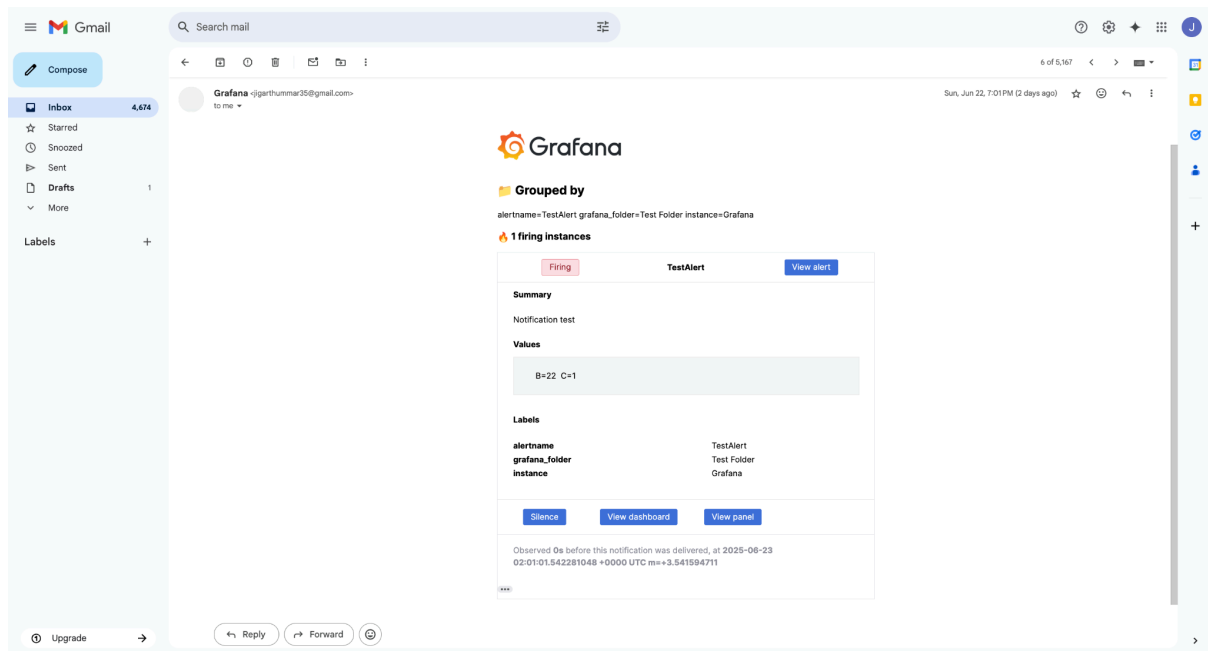 Gmail
Search mail
Compose
6 of 5,167
Inbox 4,674
Starred
Snoozed
Sent
Drafts 1
More
Labels
Grafana <jigarthummar35@gmail.com>
to me
Sun, Jun 22, 7:01 PM (2 days ago)
J
31
Grafana
Grouped by
alertname=TestAlert grafana_folder=Test Folder instance=Grafana
1 firing instances
Firing TestAlert View alert
Summary
Notification test
Values
B=22 C=1
Labels
alertname TestAlert
grafana_folder Test Folder
instance Grafana
Silence View dashboard View panel
Observed 0s before this notification was delivered, at 2025-06-23
02:01:01.542281048 +0000 UTC m=+3.541594711
Reply Forward
Upgrade